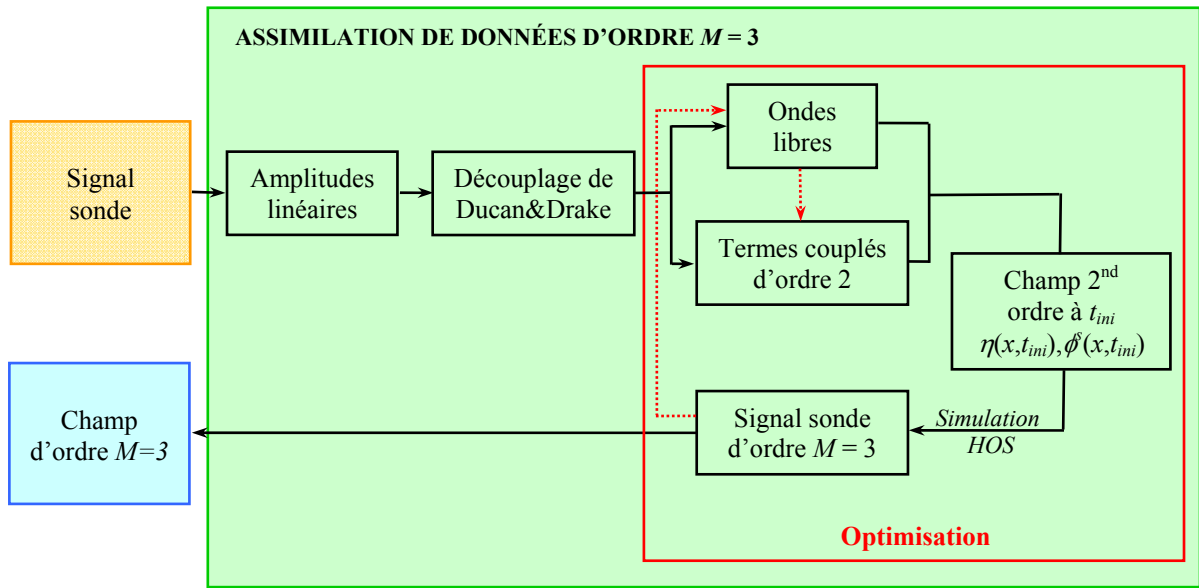 ASSIMILATION DE DONNÉES D'ORDRE M = 3
Signal
sonde
Amplitudes
linéaires
Découplage de
Ducan&Drake
Ondes
libres
Termes couplés
d'ordre 2
Champ 2nd
ordre à tini
η(x,tini),ϕs(x,tini)
Simulation
HOS
Signal sonde
d'ordre M = 3
Champ
d'ordre M=3
Optimisation